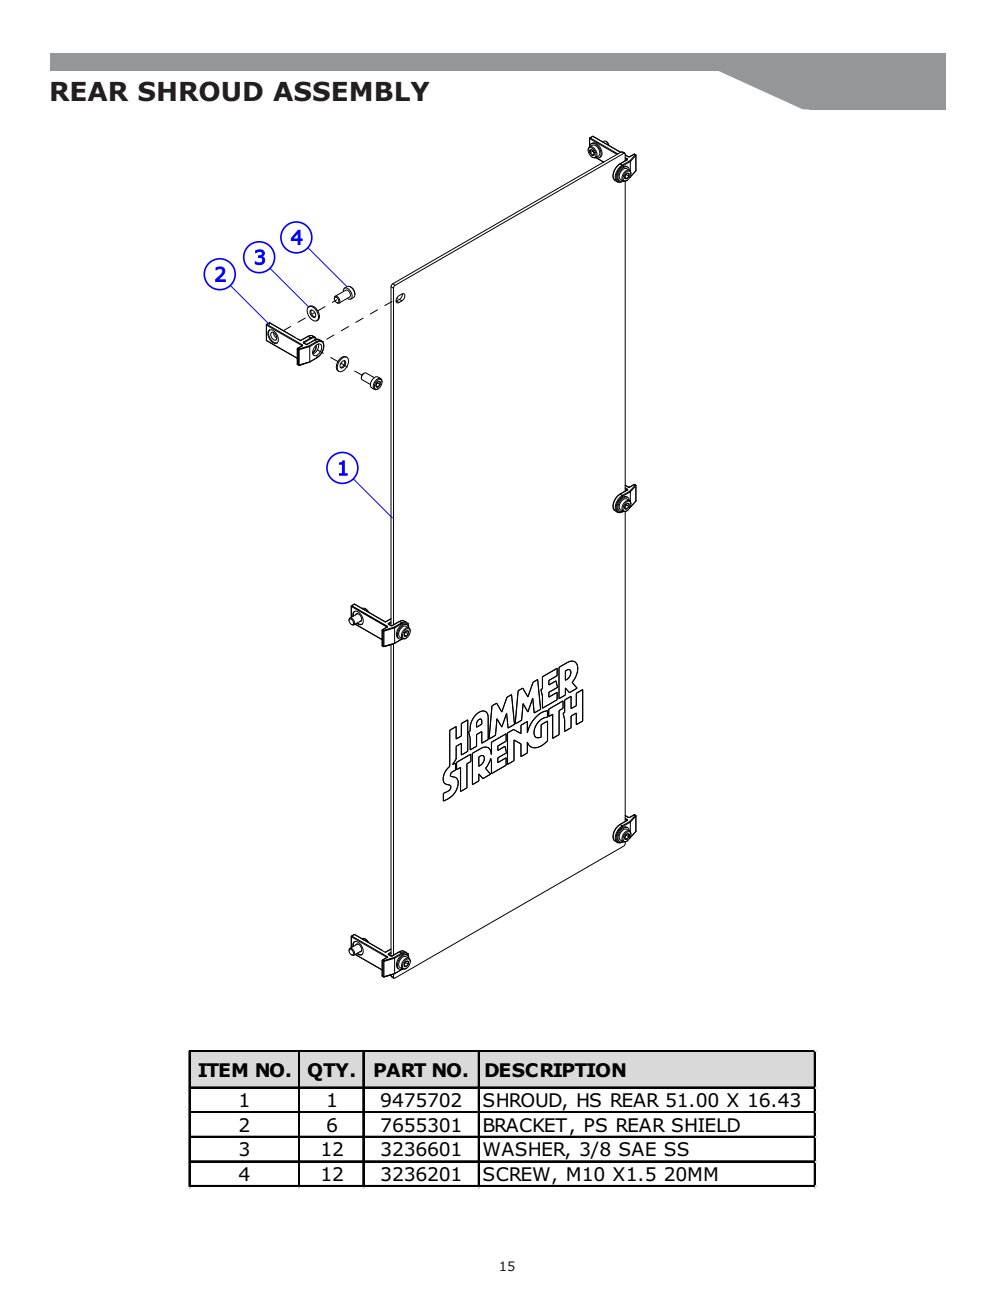 REAR SHROUD ASSEMBLY
4
3
2
1
HAMMER
STRENGTH
ITEM NO. QTY. PART NO. DESCRIPTION
1 1 9475702 SHROUD, HS REAR 51.00 X 16.43
2 6 7655301 BRACKET, PS REAR SHIELD
3 12 3236601 WASHER, 3/8 SAE SS
4 12 3236201 SCREW, M10 X1.5 20MM
15